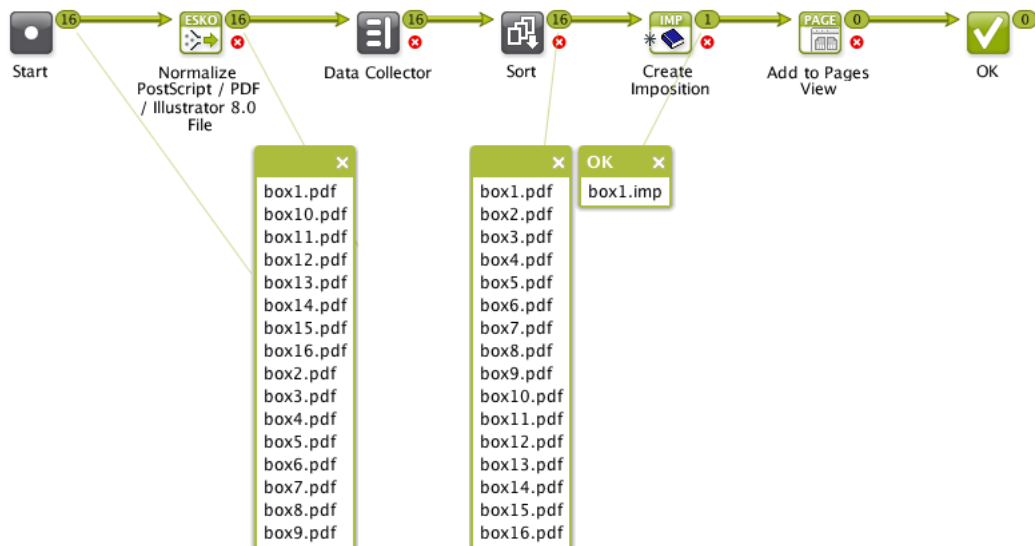 16
ESKO
16
16
16
IMP
1
PAGE
0
0
Start
Normalize
PostScript / PDF
/ Illustrator 8.0
File
Data Collector
Sort
Create
Imposition
Add to Pages
View
OK
box1.pdf
box10.pdf
box11.pdf
box12.pdf
box13.pdf
box14.pdf
box15.pdf
box16.pdf
box2.pdf
box3.pdf
box4.pdf
box5.pdf
box6.pdf
box7.pdf
box8.pdf
box9.pdf
box1.pdf
box2.pdf
box3.pdf
box4.pdf
box5.pdf
box6.pdf
box7.pdf
box8.pdf
box9.pdf
box10.pdf
box11.pdf
box12.pdf
box13.pdf
box14.pdf
box15.pdf
box16.pdf
OK
box1.imp